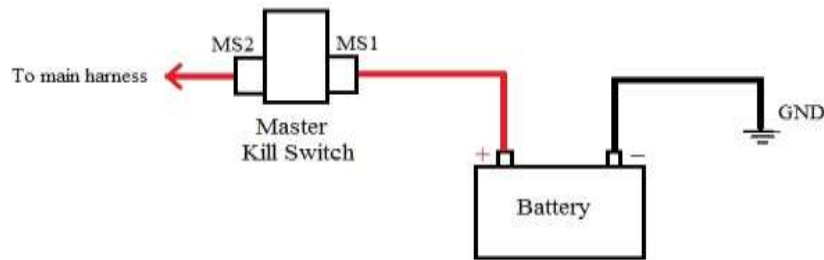 MS2
MS1
To main harness
Master
Kill Switch
GND
+
−
Battery